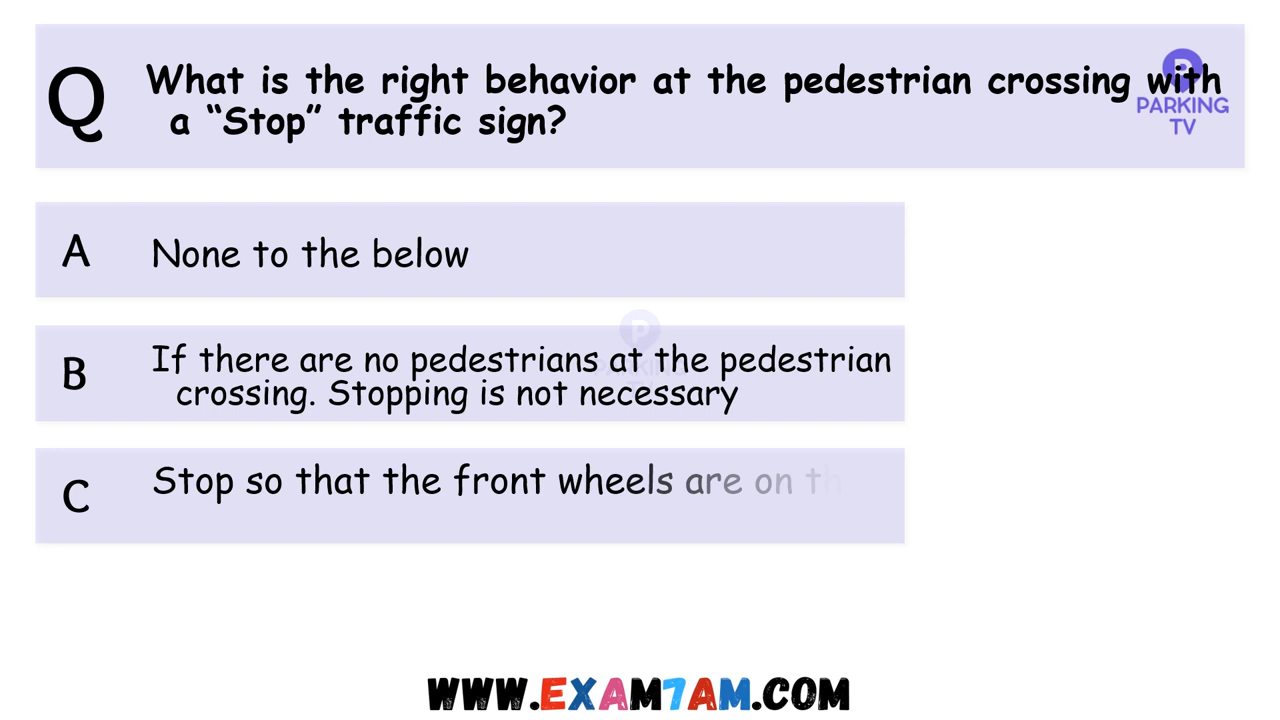 Q
What is the right behavior at the pedestrian crossing with
a “Stop” traffic sign?
PARKING
TV
A
None to the below
B
If there are no pedestrians at the pedestrian
crossing. Stopping is not necessary
C
Stop so that the front wheels are on th
WWW.EXAM7AM.COM